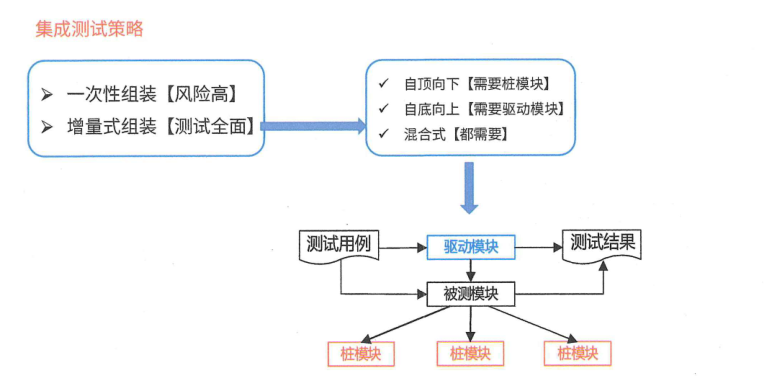 集成测试策略
➢ 一次性组装【风险高】
➢ 增量式组装【测试全面】
✓ 自顶向下【需要桩模块】
✓ 自底向上【需要驱动模块】
✓ 混合式【都需要】
测试用例
驱动模块
测试结果
被测模块
桩模块
桩模块
桩模块